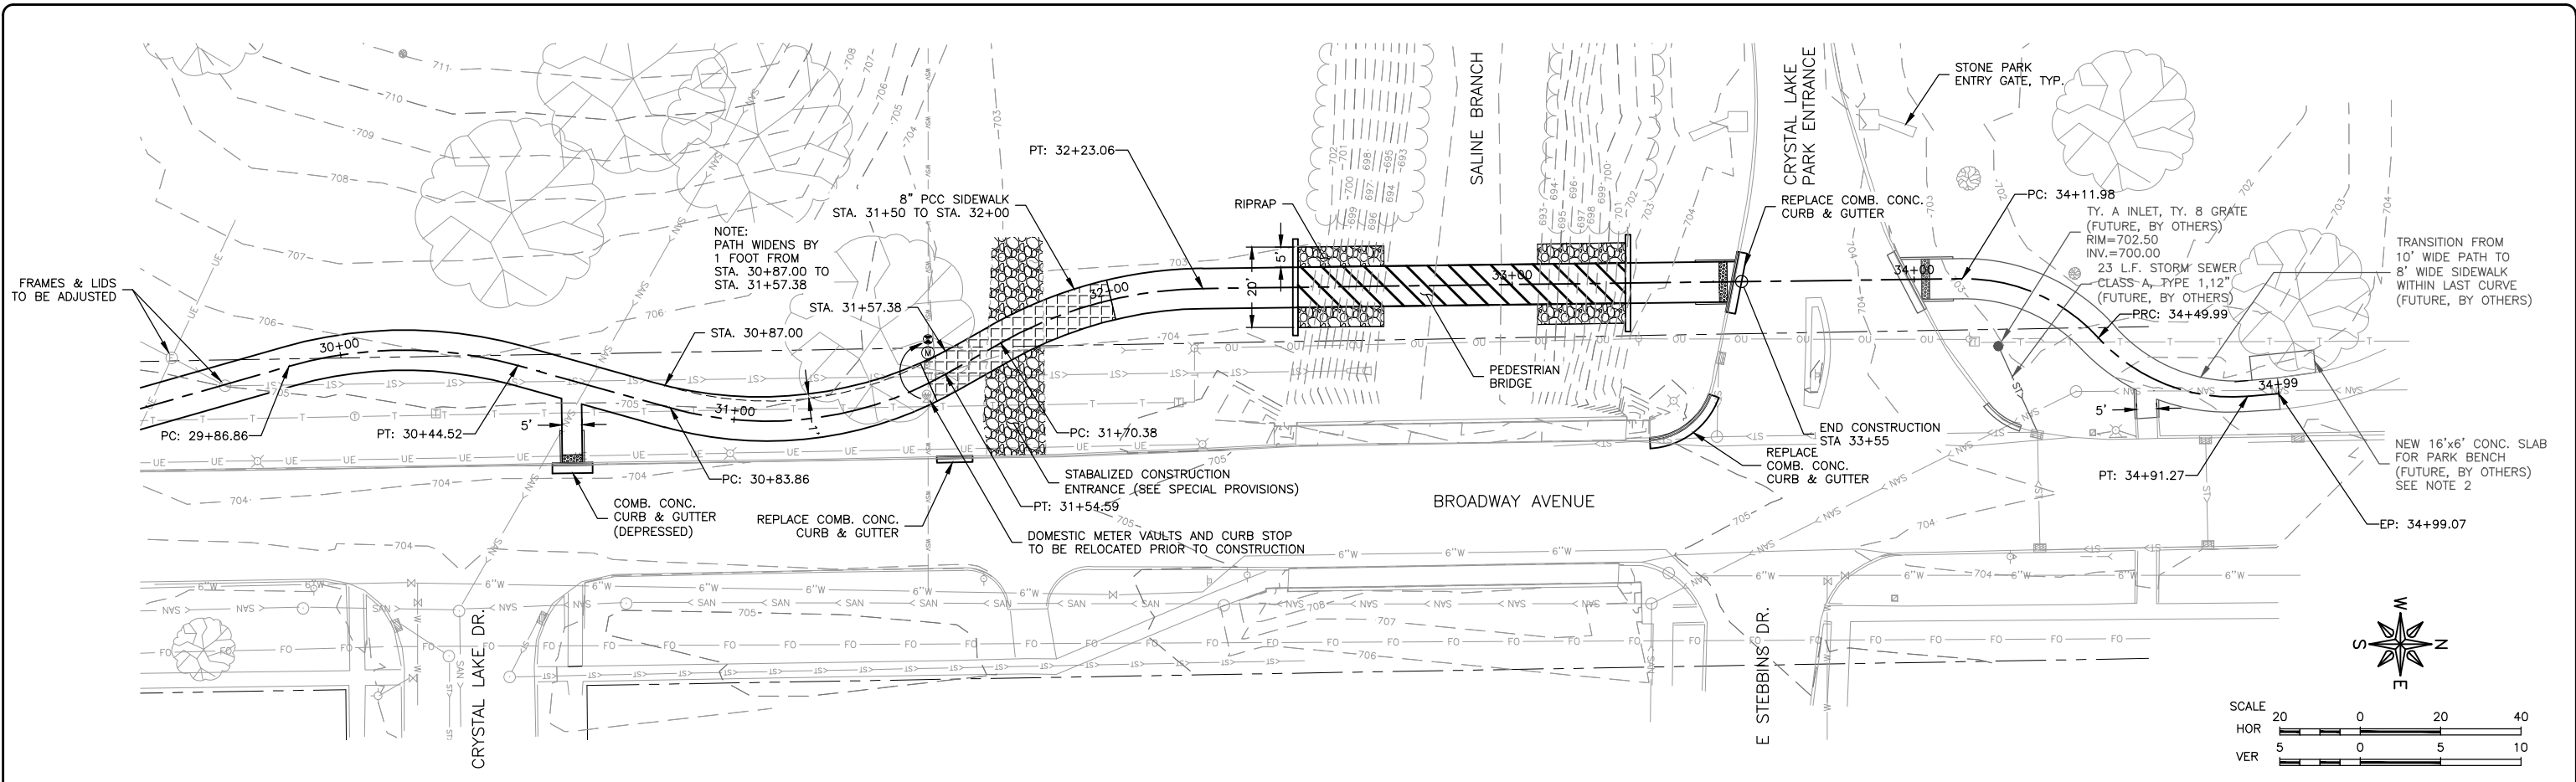 SALINE BRANCH
CRYSTAL LAKE
PARK ENTRANCE
STONE PARK
ENTRY GATE, TYP.
711
710
709
708
707
706
705
704
703
FRAMES & LIDS
TO BE ADJUSTED
NOTE:
PATH WIDENS BY
1 FOOT FROM
STA. 30+87.00 TO
STA. 31+57.38
8" PCC SIDEWALK
STA. 31+50 TO STA. 32+00
PT: 32+23.06
RIPRAP
5'
20'
REPLACE COMB. CONC.
CURB & GUTTER
PC: 34+11.98
TY. A INLET, TY. 8 GRATE
(FUTURE, BY OTHERS)
RIM=702.50
INV.=700.00
23 L.F. STORM SEWER
CLASS A, TYPE 1,12"
(FUTURE, BY OTHERS)
TRANSITION FROM
10' WIDE PATH TO
8' WIDE SIDEWALK
WITHIN LAST CURVE
(FUTURE, BY OTHERS)
STA. 31+57.38
STA. 30+87.00
30+00
31+00
32+00
33+00
34+00
34+99
PRC: 34+49.99
PEDESTRIAN
BRIDGE
PC: 29+86.86
PT: 30+44.52
5'
1'
PC: 31+70.38
END CONSTRUCTION
STA 33+55
5'
PC: 30+83.86
STABALIZED CONSTRUCTION
ENTRANCE (SEE SPECIAL PROVISIONS)
REPLACE
COMB. CONC.
CURB & GUTTER
PT: 34+91.27
NEW 16'x6' CONC. SLAB
FOR PARK BENCH
(FUTURE, BY OTHERS)
SEE NOTE 2
COMB. CONC.
CURB & GUTTER
(DEPRESSED)
REPLACE COMB. CONC.
CURB & GUTTER
PT: 31+54.59
BROADWAY AVENUE
EP: 34+99.07
DOMESTIC METER VAULTS AND CURB STOP
TO BE RELOCATED PRIOR TO CONSTRUCTION
CRYSTAL LAKE DR.
E STEBBINS DR.
W
S
N
E
SCALE
HOR
20 0 20 40
VER
5 0 5 10